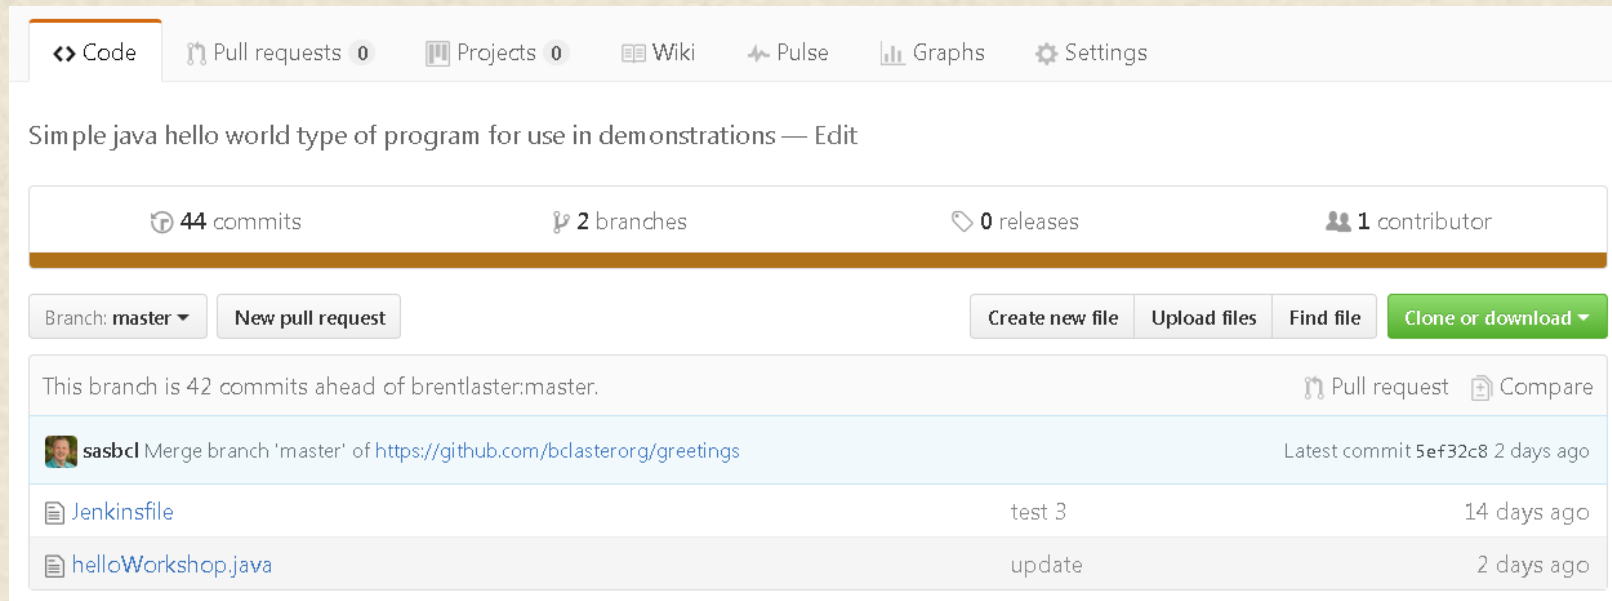 Code Pull requests 0 Projects 0 Wiki Pulse Graphs Settings
Simple java hello world type of program for use in demonstrations — Edit
44 commits 2 branches 0 releases 1 contributor
Branch: master New pull request Create new file Upload files Find file Clone or download
This branch is 42 commits ahead of brentlaster:master. Pull request Compare
sasbcl Merge branch 'master' of https://github.com/bclasterorg/greetings Latest commit 5ef32c8 2 days ago
Jenkinsfile test 3 14 days ago
helloWorkshop.java update 2 days ago